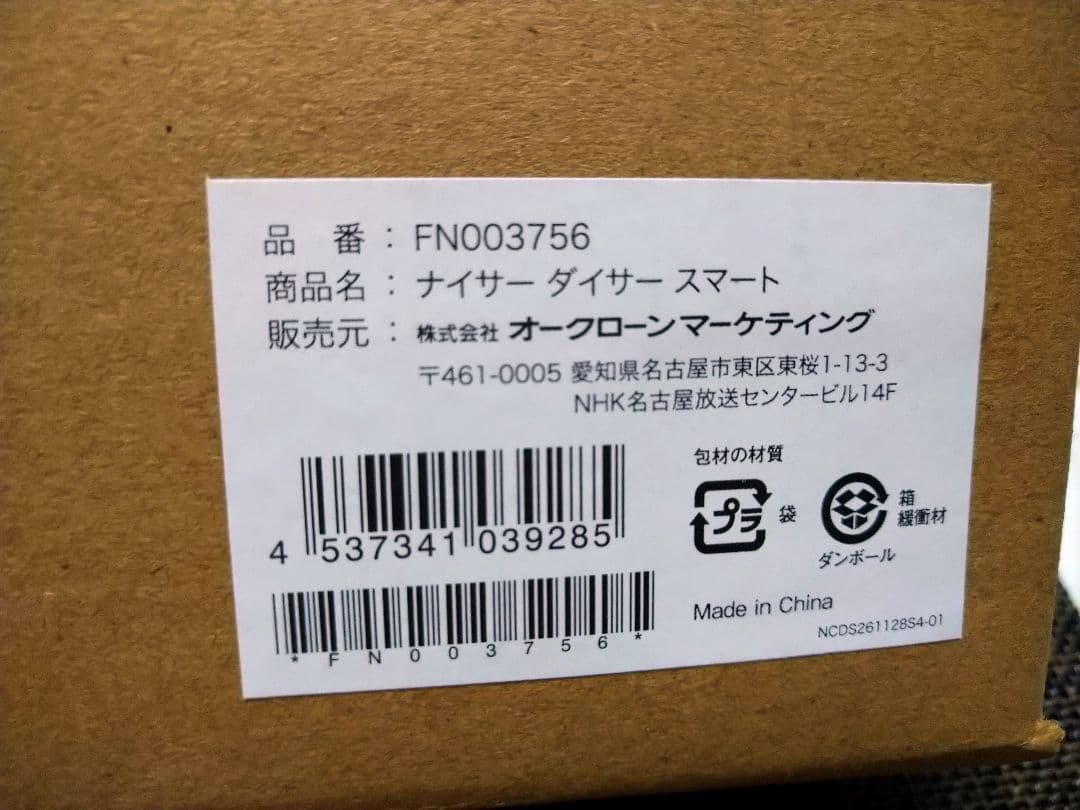 品 番 : FN003756
商品名 : ナイサー ダイサー スマート
販売元 : 株式会社 オークローンマーケティング
〒461-0005 愛知県名古屋市東区東桜1-13-3
NHK名古屋放送センタービル14F
包材の材質
プラ 袋
箱
緩衝材
ダンボール
4 537341 039285
*FN003756*
Made in China
NCDS261128S4-01